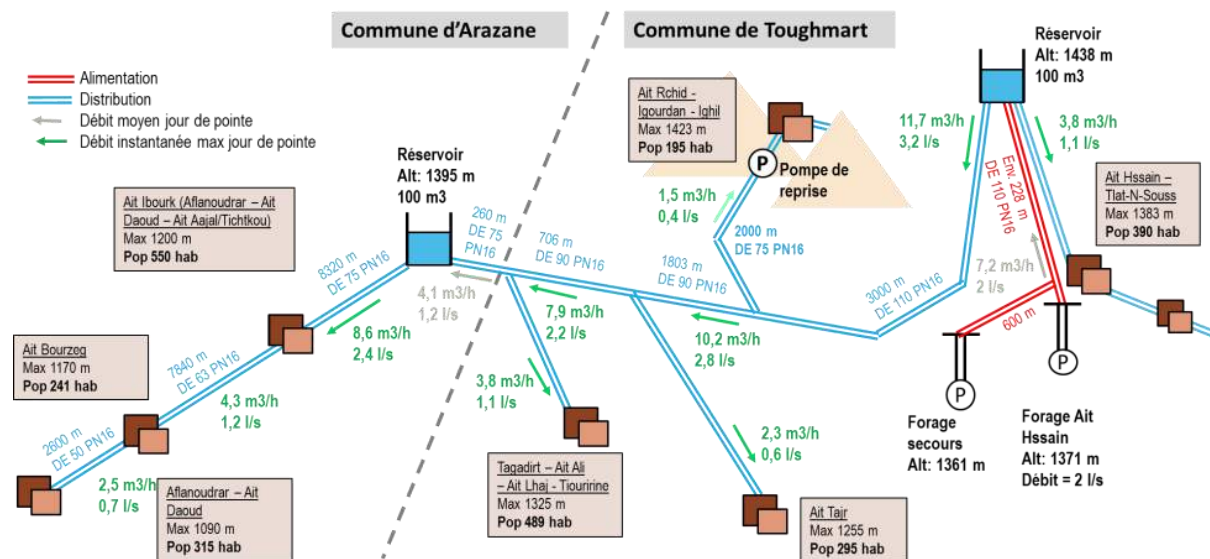 Commune d'Arazane
Commune de Toughmart
Alimentation
Distribution
Débit moyen jour de pointe
Débit instantanée max jour de pointe
Réservoir
Alt: 1438 m
100 m3
Ait Rchid -
Igourdan - Ighil
Max 1423 m
Pop 195 hab
P
Pompe de
reprise
11,7 m3/h
3,2 l/s
3,8 m3/h
1,1 l/s
Env. 228 m
DE 110 PN16
Ait Hssain –
Tlat-N-Souss
Max 1383 m
Pop 390 hab
Réservoir
Alt: 1395 m
100 m3
Ait Ibourk (Aflanoudrar – Ait
Daoud – Ait Aajal/Tichtkou)
Max 1200 m
Pop 550 hab
1,5 m3/h
0,4 l/s
2000 m
DE 75 PN16
260 m
DE 75
PN16
706 m
DE 90 PN16
1803 m
DE 90 PN16
3000 m
DE 110 PN16
7,2 m3/h
2 l/s
600 m
8320 m
DE 75 PN16
4,1 m3/h
1,2 l/s
7,9 m3/h
2,2 l/s
10,2 m3/h
2,8 l/s
8,6 m3/h
2,4 l/s
Ait Bourzeg
Max 1170 m
Pop 241 hab
7840 m
DE 63 PN16
4,3 m3/h
1,2 l/s
3,8 m3/h
1,1 l/s
P
P
Forage
secours
Alt: 1361 m
Forage Ait
Hssain
Alt: 1371 m
Débit = 2 l/s
2600 m
DE 50 PN16
2,5 m3/h
0,7 l/s
Aflanoudrar – Ait
Daoud
Max 1090 m
Pop 315 hab
Tagadirt – Ait Ali
– Ait Lhaj - Tiouririne
Max 1325 m
Pop 489 hab
2,3 m3/h
0,6 l/s
Ait Tajr
Max 1255 m
Pop 295 hab